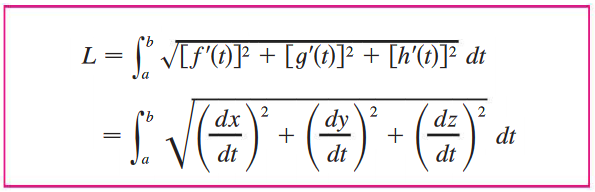 L = ∫_a^b √([f'(t)]² + [g'(t)]² + [h'(t)]²) dt
= ∫_a^b √((dx/dt)² + (dy/dt)² + (dz/dt)²) dt